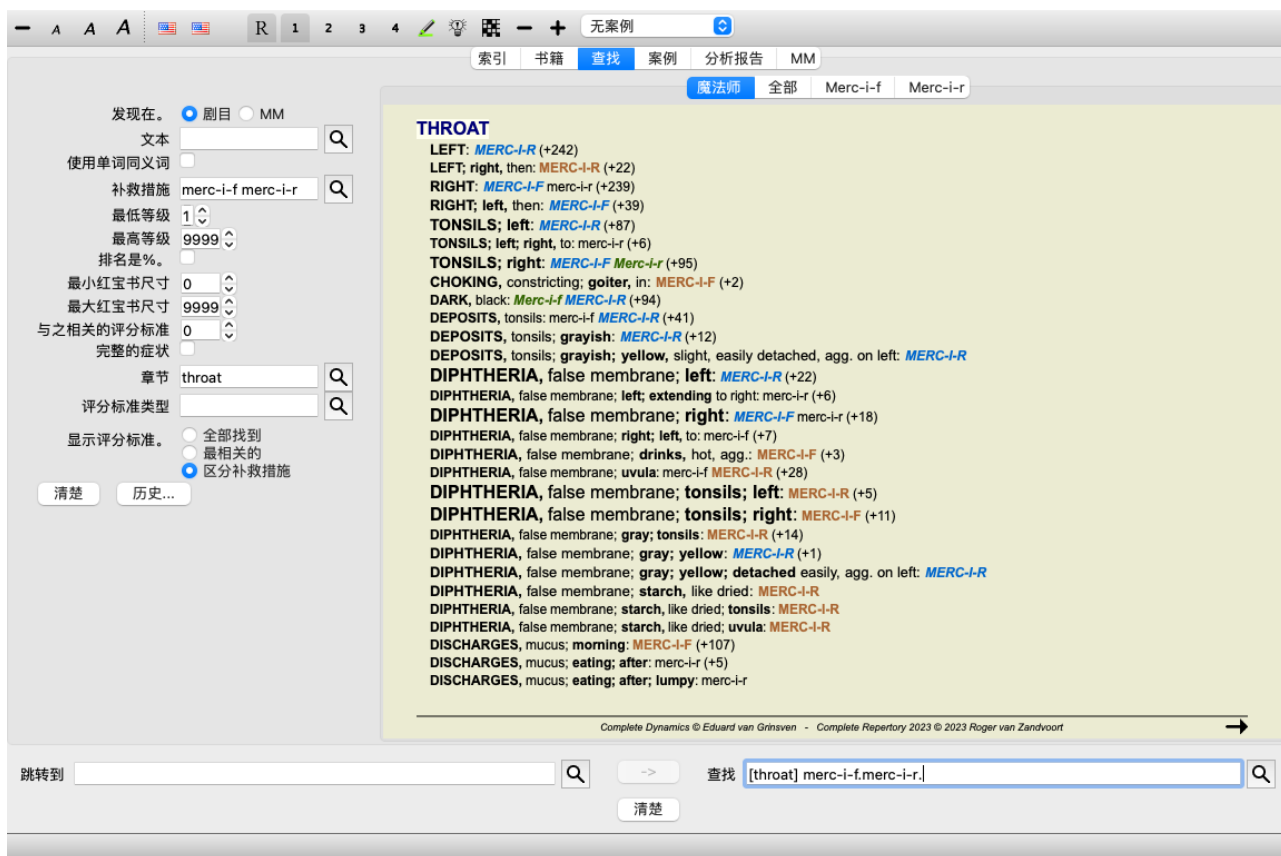 A A A R 1 2 3 4 无案例
索引 书籍 查找 案例 分析报告 MM
魔法师 全部 Merc-i-f Merc-i-r
发现在。 剧目 MM
文本
使用单词同义词
补救措施 merc-i-f merc-i-r
最低等级 1
最高等级 9999
排名是%。
最小红宝书尺寸 0
最大红宝书尺寸 9999
与之相关的评分标准 0
完整的症状
章节 throat
评分标准类型
显示评分标准。 全部找到
最相关的
区分补救措施
清楚 历史...
THROAT
LEFT: MERC-I-R (+242)
LEFT; right, then: MERC-I-R (+22)
RIGHT: MERC-I-F merc-i-r (+239)
RIGHT; left, then: MERC-I-F (+39)
TONSILS; left: MERC-I-R (+87)
TONSILS; left; right, to: merc-i-r (+6)
TONSILS; right: MERC-I-F Merc-i-r (+95)
CHOKING, constricting; goiter, in: MERC-I-F (+2)
DARK, black: Merc-i-f MERC-I-R (+94)
DEPOSITS, tonsils: merc-i-f MERC-I-R (+41)
DEPOSITS, tonsils; grayish: MERC-I-R (+12)
DEPOSITS, tonsils; grayish; yellow, slight, easily detached, agg. on left: MERC-I-R
DIPHTHERIA, false membrane; left: MERC-I-R (+22)
DIPHTHERIA, false membrane; left; extending to right: merc-i-r (+6)
DIPHTHERIA, false membrane; right: MERC-I-F merc-i-r (+18)
DIPHTHERIA, false membrane; right; left, to: merc-i-f (+7)
DIPHTHERIA, false membrane; drinks, hot, agg.: MERC-I-F (+3)
DIPHTHERIA, false membrane; uvula: merc-i-f MERC-I-R (+28)
DIPHTHERIA, false membrane; tonsils; left: MERC-I-R (+5)
DIPHTHERIA, false membrane; tonsils; right: MERC-I-F (+11)
DIPHTHERIA, false membrane; gray; tonsils: MERC-I-R (+14)
DIPHTHERIA, false membrane; gray; yellow: MERC-I-R (+1)
DIPHTHERIA, false membrane; gray; yellow; detached easily, agg. on left: MERC-I-R
DIPHTHERIA, false membrane; starch, like dried: MERC-I-R
DIPHTHERIA, false membrane; starch, like dried; tonsils: MERC-I-R
DIPHTHERIA, false membrane; starch, like dried; uvula: MERC-I-R
DISCHARGES, mucus; morning: MERC-I-F (+107)
DISCHARGES, mucus; eating; after: merc-i-r (+5)
DISCHARGES, mucus; eating; after; lumpy: merc-i-r
Complete Dynamics © Eduard van Grinsven - Complete Repertory 2023 © 2023 Roger van Zandvoort
跳转到 -> 查找 [throat] merc-i-f.merc-i-r.
清楚